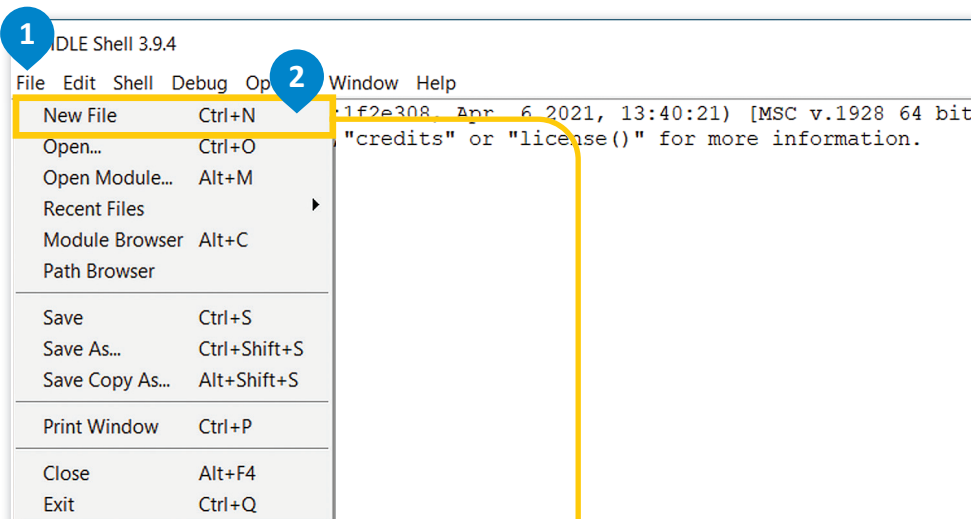 1
IDLE Shell 3.9.4
File Edit Shell Debug Op 2 Window Help
New File Ctrl+N
:1f2e308, Apr 6 2021, 13:40:21) [MSC v.1928 64 bit
Open... Ctrl+O
"credits" or "license()" for more information.
Open Module... Alt+M
Recent Files
Module Browser Alt+C
Path Browser
Save Ctrl+S
Save As... Ctrl+Shift+S
Save Copy As... Alt+Shift+S
Print Window Ctrl+P
Close Alt+F4
Exit Ctrl+Q